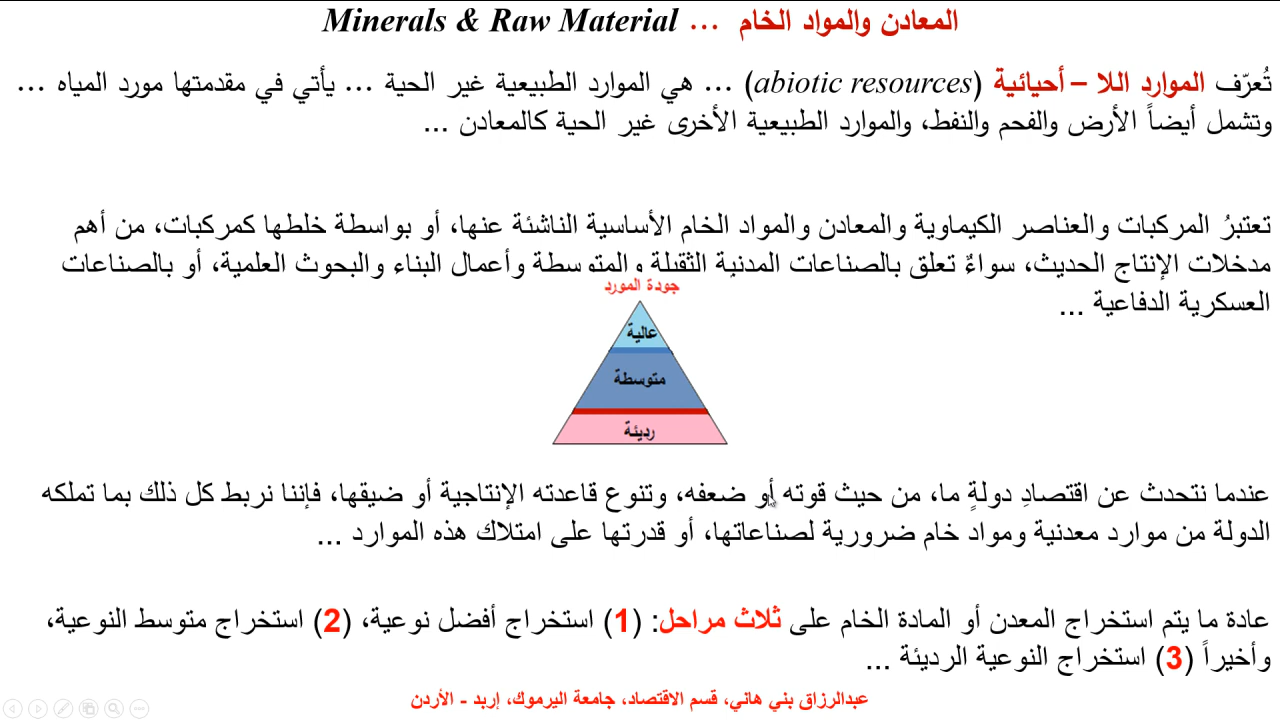 المعادن والمواد الخام ... Minerals & Raw Material
تُعرّف الموارد اللا – أحيائية (abiotic resources) ... هي الموارد الطبيعية غير الحية ... يأتي في مقدمتها مورد المياه ...
وتشمل أيضاً الأرض والفحم والنفط، والموارد الطبيعية الأخرى غير الحية كالمعادن ...
تعتبرُ المركبات والعناصر الكيماوية والمعادن والمواد الخام الأساسية الناشئة عنها، أو بواسطة خلطها كمركبات، من أهم
مدخلات الإنتاج الحديث، سواءٌ تعلق بالصناعات المدنية الثقيلة والمتوسطة وأعمال البناء والبحوث العلمية، أو بالصناعات
العسكرية الدفاعية ...
جودة المورد
عالية
متوسطة
رديئة
عندما نتحدث عن اقتصادِ دولةٍ ما، من حيث قوته أو ضعفه، وتنوع قاعدته الإنتاجية أو ضيقها، فإننا نربط كل ذلك بما تملكه
الدولة من موارد معدنية ومواد خام ضرورية لصناعاتها، أو قدرتها على امتلاك هذه الموارد ...
عادة ما يتم استخراج المعدن أو المادة الخام على ثلاث مراحل: (1) استخراج أفضل نوعية، (2) استخراج متوسط النوعية،
وأخيراً (3) استخراج النوعية الرديئة ...
عبدالرزاق بني هاني، قسم الاقتصاد، جامعة اليرموك، إربد - الأردن